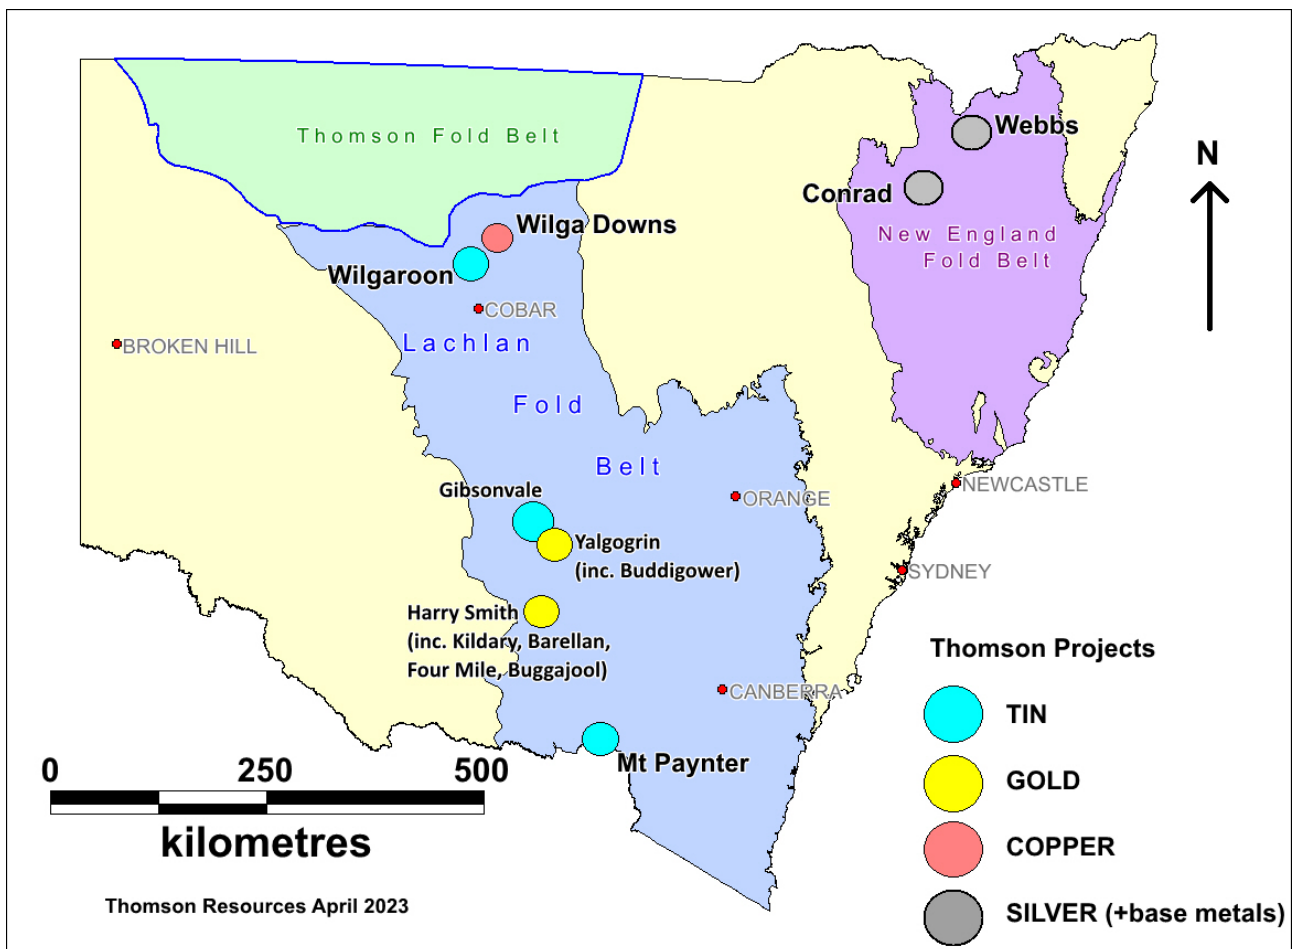 Thomson Fold Belt
Webbs
N
Conrad
Wilga Downs
New England
Fold Belt
Wilgaroon
COBAR
Lachlan
BROKEN HILL
Fold
Belt
Gibsonvale
ORANGE
NEWCASTLE
Yalgogrin
(inc. Buddigower)
SYDNEY
Harry Smith
(inc. Kildary, Barellan,
Four Mile, Buggajool)
CANBERRA
Mt Paynter
Thomson Projects
TIN
GOLD
COPPER
SILVER (+base metals)
0 250 500
kilometres
Thomson Resources April 2023